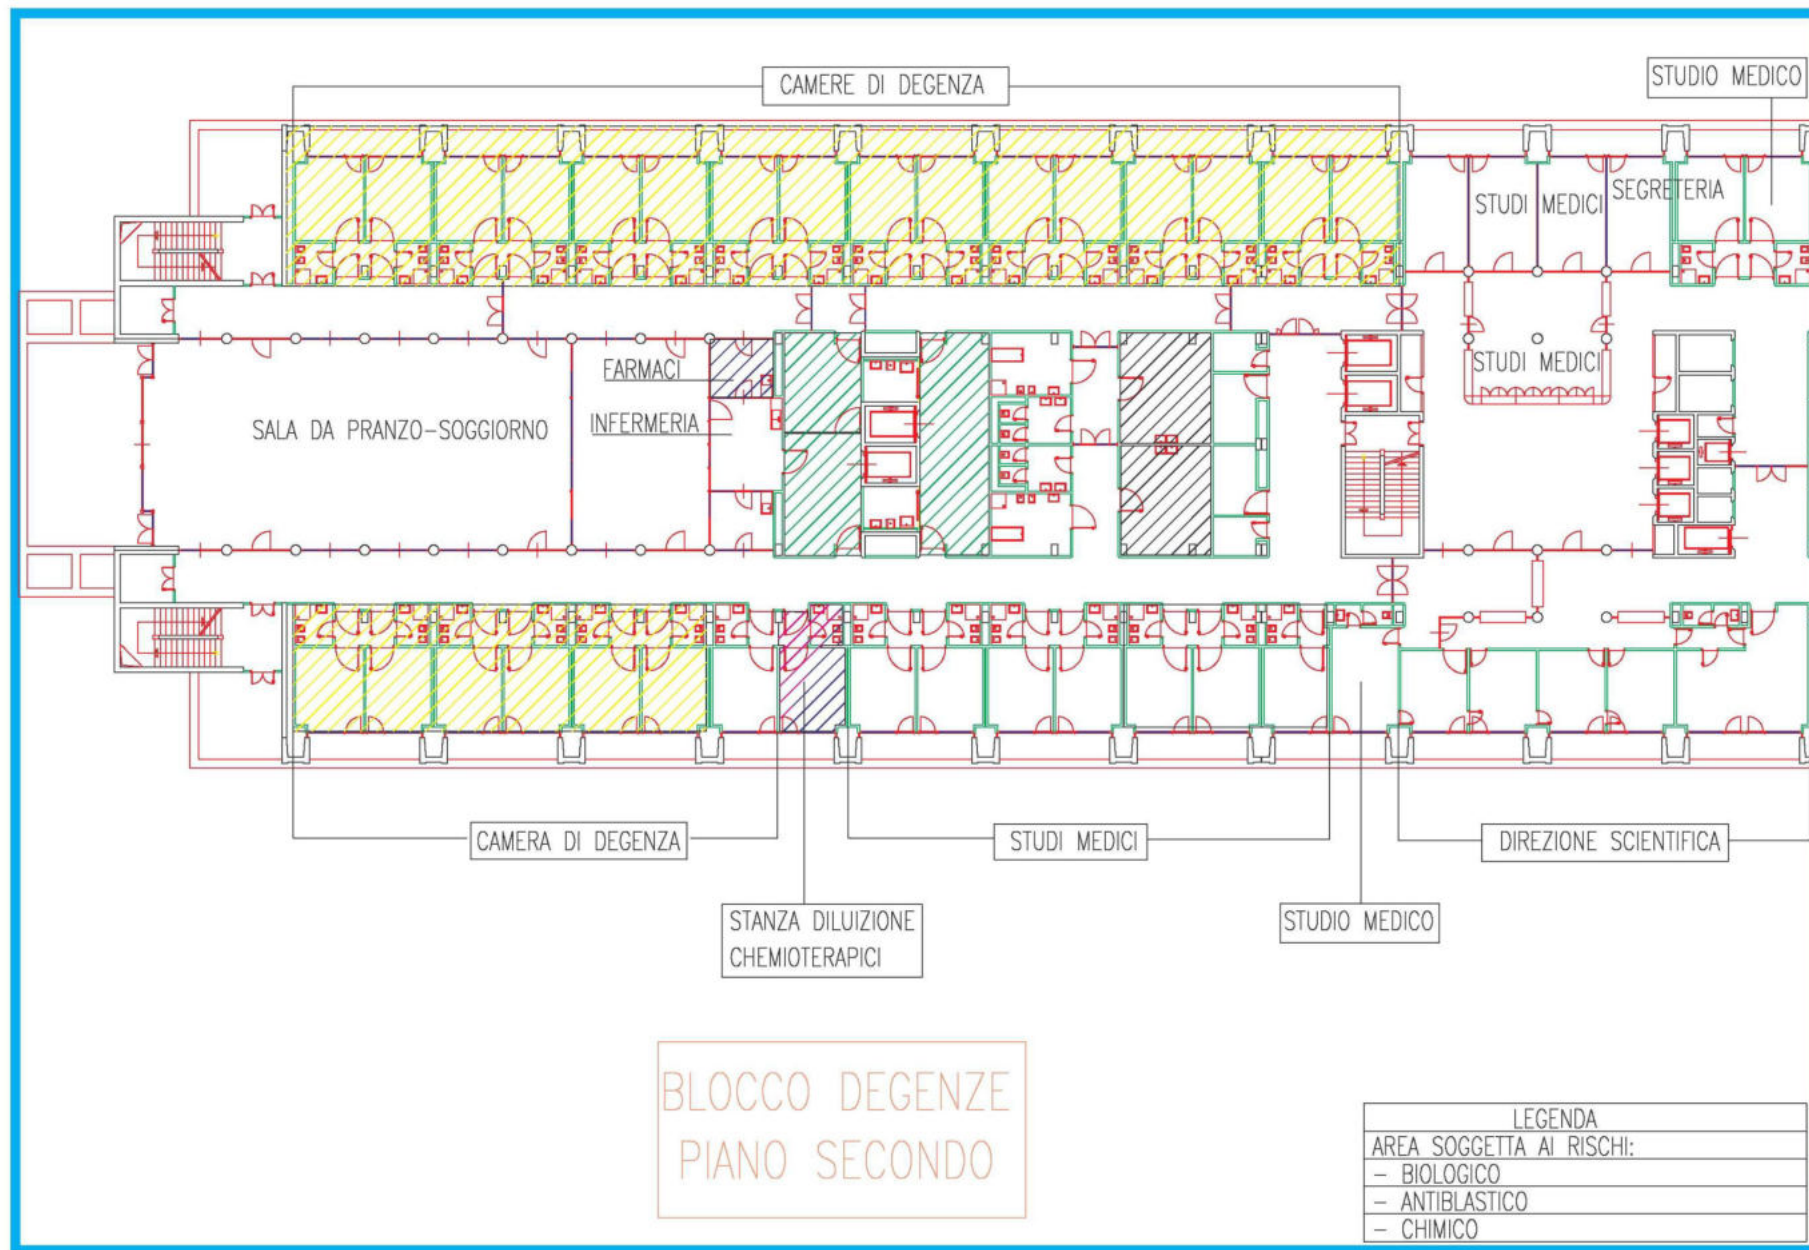 CAMERE DI DEGENZA
STUDIO MEDICO
SEGRETERIA
STUDI MEDICI
STUDI MEDICI
FARMACI
INFERMERIA
SALA DA PRANZO-SOGGIORNO
CAMERA DI DEGENZA
STUDI MEDICI
DIREZIONE SCIENTIFICA
STANZA DILUIZIONE
CHEMIOTERAPICI
STUDIO MEDICO
BLOCCO DEGENZE
PIANO SECONDO
LEGENDA
AREA SOGGETTA AI RISCHI:
- BIOLOGICO
- ANTIBLASTICO
- CHIMICO